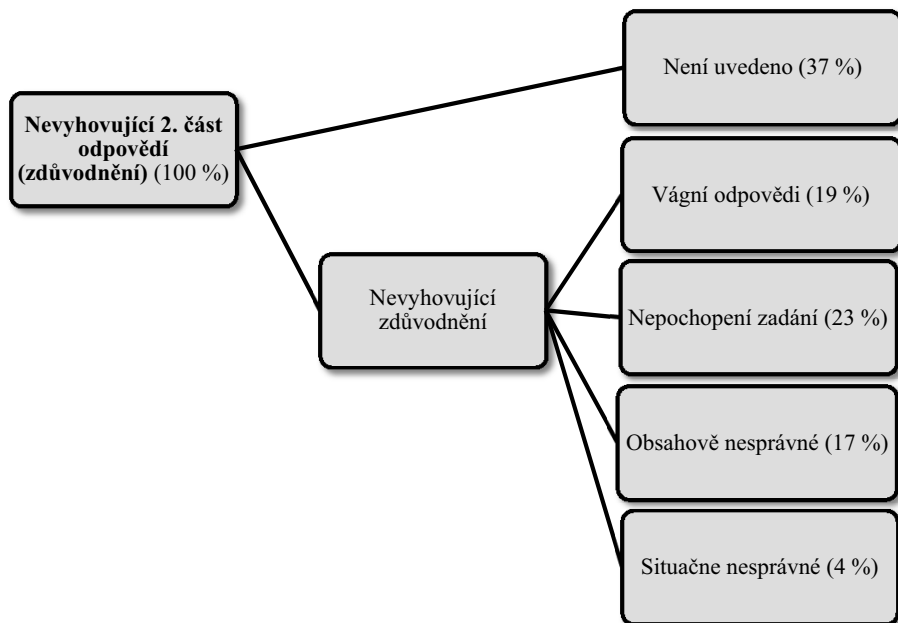 Není uvedeno (37 %)
Nevyhovující 2. část
odpovědí
(zdůvodnění) (100 %)
Vágní odpovědi (19 %)
Nevyhovující
zdůvodnění
Nepochopení zadání (23 %)
Obsahově nesprávné (17 %)
Situačne nesprávné (4 %)